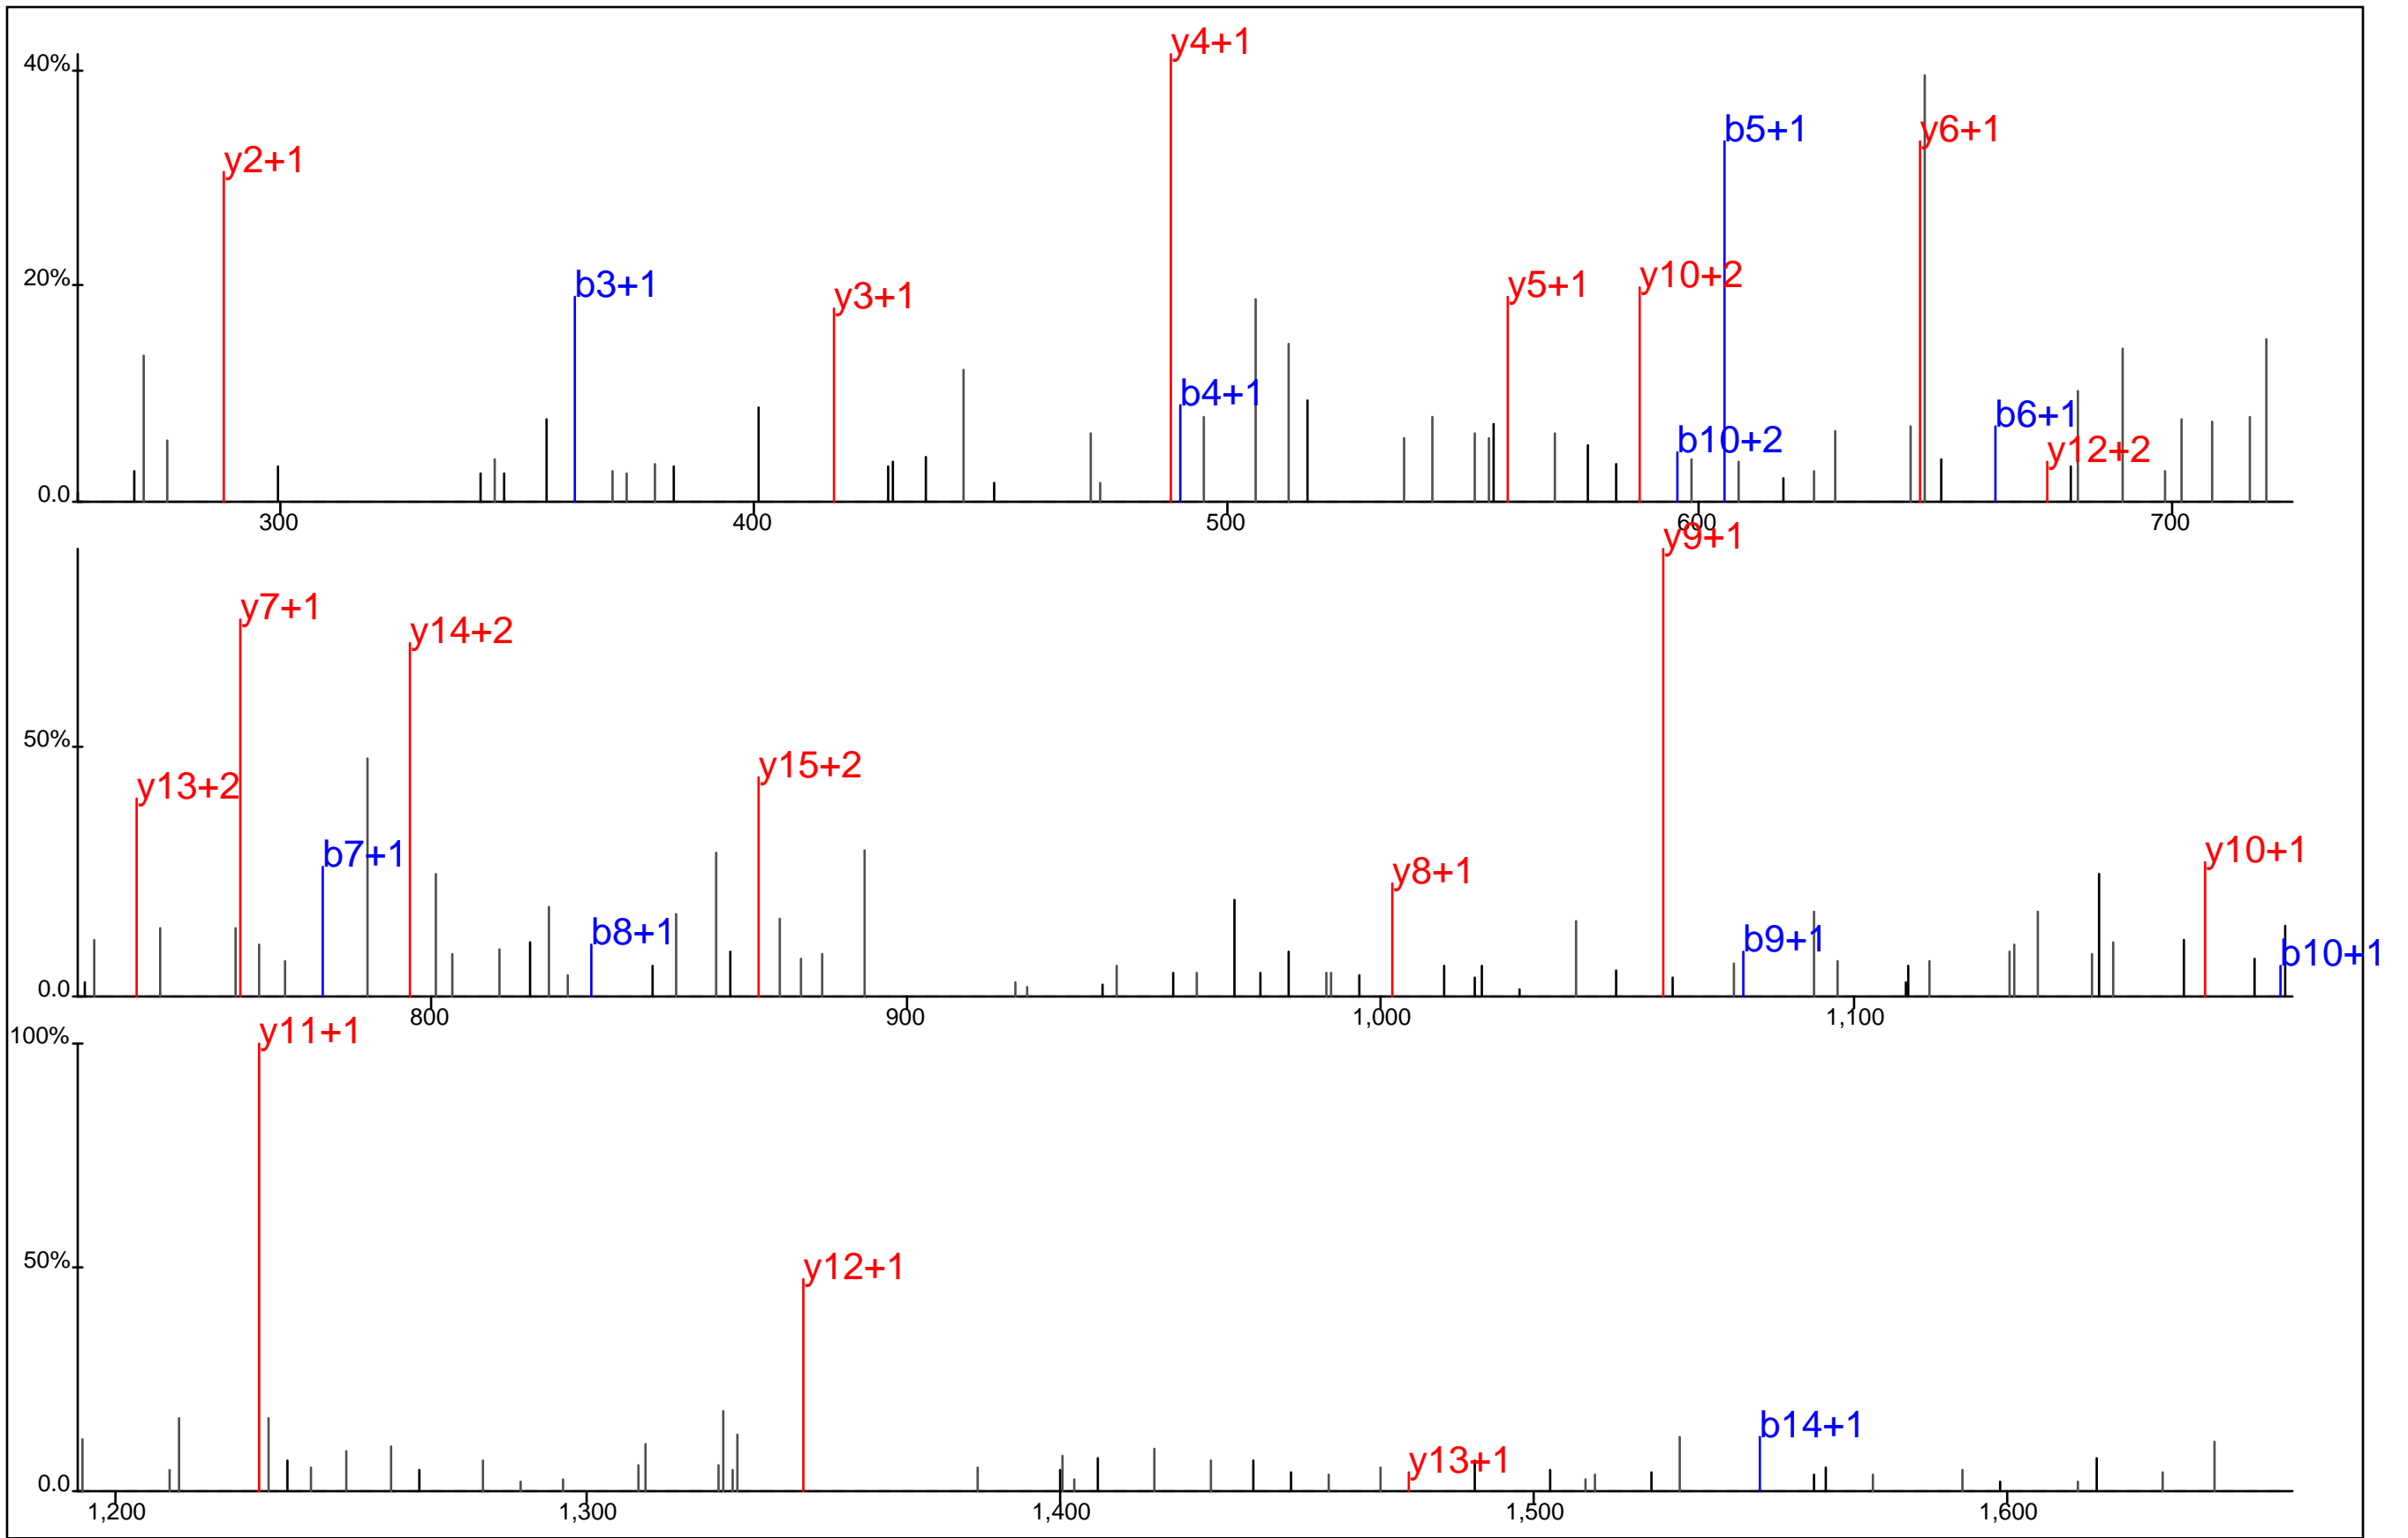 y4+1
40%
b5+1
y6+1
y2+1
y10+2
b3+1
y5+1
y3+1
20%
b4+1
b6+1
b10+2
y12+2
0.0
300
400
500
600
700
y9+1
y7+1
y14+2
50%
y15+2
y13+2
b7+1
y10+1
y8+1
b8+1
b9+1
b10+1
0.0
800
900
1,000
1,100
y11+1
100%
50%
y12+1
b14+1
y13+1
0.0
1,200
1,300
1,400
1,500
1,600